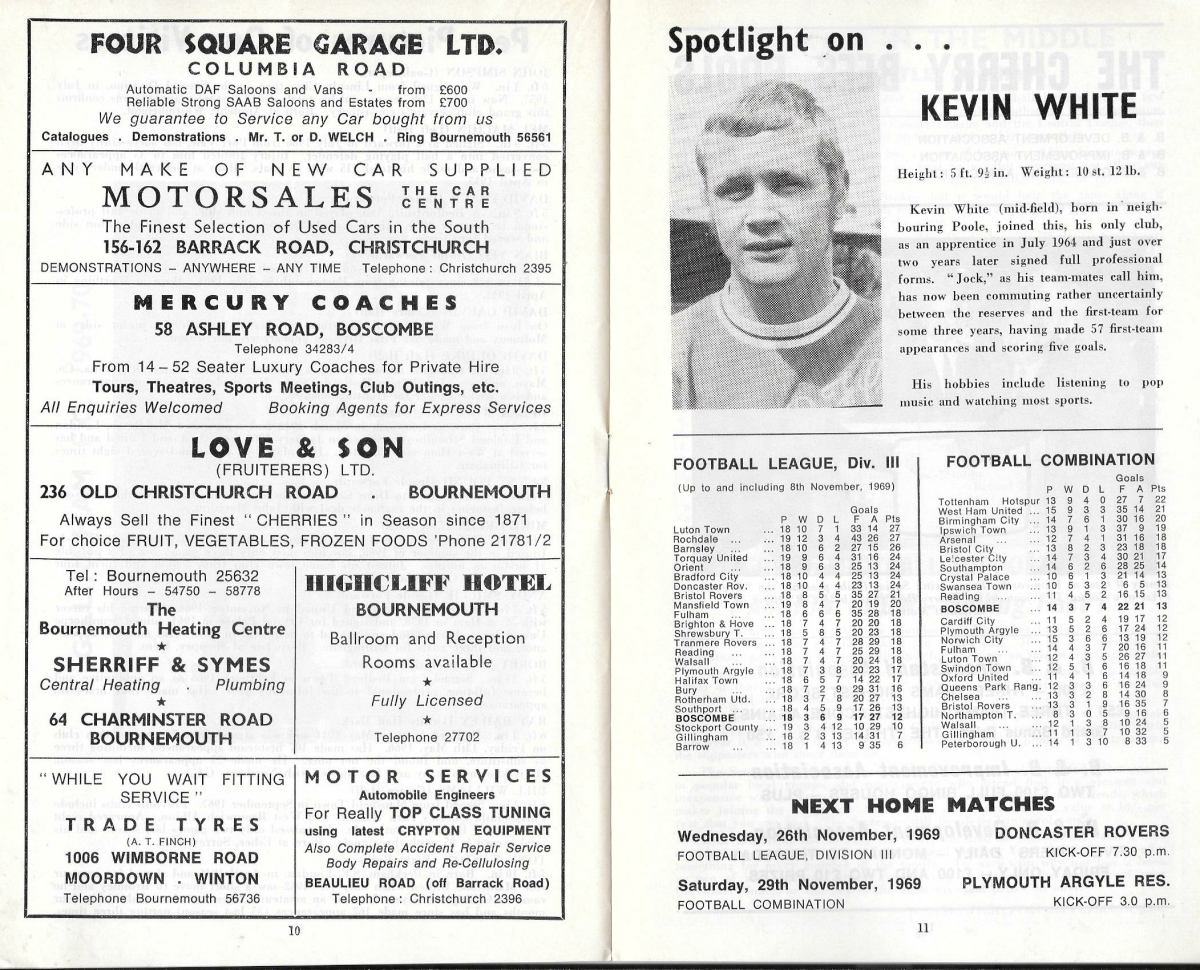 FOUR SQUARE GARAGE LTD.
COLUMBIA ROAD
Automatic DAF Saloons and Vans - from £600
Reliable Strong SAAB Saloons and Estates from £700
We guarantee to Service any Car bought from us
Catalogues . Demonstrations . Mr. T. or D. WELCH . Ring Bournemouth 56561
ANY MAKE OF NEW CAR SUPPLIED
MOTORSALES THE CAR CENTRE
The Finest Selection of Used Cars in the South
156-162 BARRACK ROAD, CHRISTCHURCH
DEMONSTRATIONS – ANYWHERE – ANY TIME Telephone: Christchurch 2395
MERCURY COACHES
58 ASHLEY ROAD, BOSCOMBE
Telephone 34283/4
From 14 – 52 Seater Luxury Coaches for Private Hire
Tours, Theatres, Sports Meetings, Club Outings, etc.
All Enquiries Welcomed Booking Agents for Express Services
LOVE & SON
(FRUITERERS) LTD.
236 OLD CHRISTCHURCH ROAD . BOURNEMOUTH
Always Sell the Finest "CHERRIES" in Season since 1871
For choice FRUIT, VEGETABLES, FROZEN FOODS 'Phone 21781/2
Tel: Bournemouth 25632
After Hours – 54750 – 58778
The
Bournemouth Heating Centre
★
SHERRIFF & SYMES
Central Heating . Plumbing
★
64 CHARMINSTER ROAD
BOURNEMOUTH
HIGHCLIFF HOTEL
BOURNEMOUTH
Ballroom and Reception
Rooms available
★
Fully Licensed
★
Telephone 27702
"WHILE YOU WAIT FITTING
SERVICE"
TRADE TYRES
(A. T. FINCH)
1006 WIMBORNE ROAD
MOORDOWN – WINTON
Telephone Bournemouth 56736
MOTOR SERVICES
Automobile Engineers
For Really TOP CLASS TUNING
using latest CRYPTON EQUIPMENT
Also Complete Accident Repair Service
Body Repairs and Re-Cellulosing
BEAULIEU ROAD (off Barrack Road)
Telephone: Christchurch 2396
10
Spotlight on . . .
KEVIN WHITE
Height: 5 ft. 9½ in. Weight: 10 st. 12 lb.
Kevin White (mid-field), born in neigh-
bouring Poole, joined this, his only club,
as an apprentice in July 1964 and just over
two years later signed full professional
forms. "Jock," as his team-mates call him,
has now been commuting rather uncertainly
between the reserves and the first-team for
some three years, having made 57 first-team
appearances and scoring five goals.
His hobbies include listening to pop
music and watching most sports.
FOOTBALL LEAGUE, Div. III
(Up to and including 8th November, 1969)
Goals
P W D L F A Pts
Luton Town ... 18 10 7 1 33 14 27
Rochdale ... 19 12 3 4 43 26 27
Barnsley ... 18 10 6 2 27 15 26
Torquay United ... 19 9 6 4 31 16 24
Orient ... 18 9 6 3 25 13 24
Bradford City ... 18 10 4 4 25 13 24
Doncaster Rov. ... 18 10 4 4 23 13 24
Bristol Rovers ... 18 8 5 5 35 27 21
Mansfield Town ... 19 8 4 7 20 19 20
Fulham ... 18 6 6 6 35 28 18
Brighton & Hove ... 18 7 4 7 20 20 18
Shrewsbury T. ... 18 5 8 5 20 23 18
Tranmere Rovers ... 18 7 4 7 28 29 18
Reading ... 18 7 4 7 25 29 18
Walsall ... 18 7 4 7 20 24 18
Plymouth Argyle ... 18 7 3 8 20 23 17
Halifax Town ... 18 6 5 7 14 22 17
Bury ... 18 7 2 9 29 31 16
Rotherham Utd. ... 18 3 7 8 20 27 13
Southport ... 18 4 5 9 17 26 13
BOSCOMBE ... 18 3 6 9 17 27 12
Stockport County ... 19 3 4 12 10 29 10
Gillingham ... 18 2 3 13 14 31 7
Barrow ... 18 1 4 13 9 35 6
FOOTBALL COMBINATION
Goals
P W D L F A Pts
Tottenham Hotspur 13 9 4 0 27 7 22
West Ham United ... 15 9 3 3 35 14 21
Birmingham City ... 14 7 6 1 30 16 20
Ipswich Town ... 13 9 1 3 37 9 19
Arsenal ... 12 7 4 1 31 16 18
Bristol City ... 13 8 2 3 23 18 18
Leicester City ... 14 7 3 4 30 21 17
Southampton ... 14 6 2 6 28 25 14
Crystal Palace ... 10 6 1 3 21 14 13
Swansea Town ... 10 5 3 2 6 5 13
Reading ... 11 4 5 2 16 15 13
BOSCOMBE ... 14 3 7 4 22 21 13
Cardiff City ... 11 5 2 4 19 17 12
Plymouth Argyle ... 13 5 2 6 17 24 12
Norwich City ... 15 3 6 6 13 19 12
Fulham ... 14 4 3 7 20 16 11
Luton Town ... 12 4 3 5 26 27 11
Swindon Town ... 12 5 1 6 16 18 11
Oxford United ... 11 4 1 6 14 18 9
Queens Park Rang. ... 12 3 3 6 16 24 9
Chelsea ... 13 3 2 8 14 30 8
Bristol Rovers ... 13 3 1 9 16 35 7
Northampton T. ... 8 3 0 5 9 16 6
Walsall ... 12 1 3 8 10 24 5
Gillingham ... 11 1 3 7 10 32 5
Peterborough U. ... 14 1 3 10 8 33 5
NEXT HOME MATCHES
Wednesday, 26th November, 1969 DONCASTER ROVERS
FOOTBALL LEAGUE, DIVISION III KICK-OFF 7.30 p.m.
Saturday, 29th November, 1969 PLYMOUTH ARGYLE RES.
FOOTBALL COMBINATION KICK-OFF 3.0 p.m.
11